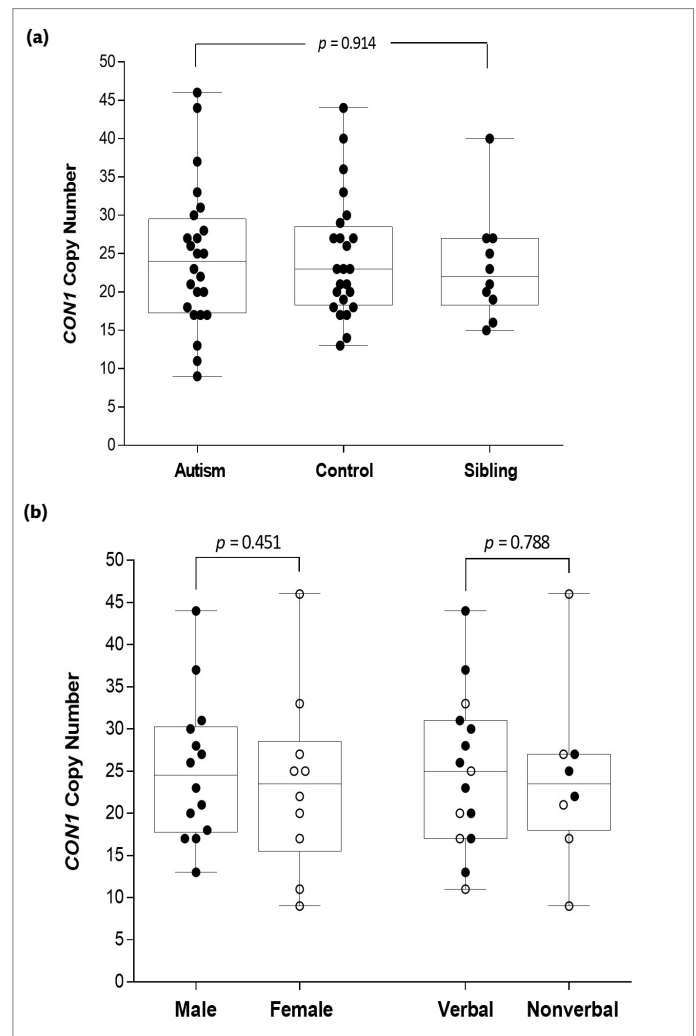 (a)
p = 0.914
50
45
40
35
30
25
20
15
10
5
0
CON1 Copy Number
Autism Control Sibling
(b)
p = 0.451 p = 0.788
50
45
40
35
30
25
20
15
10
5
0
CON1 Copy Number
Male Female Verbal Nonverbal